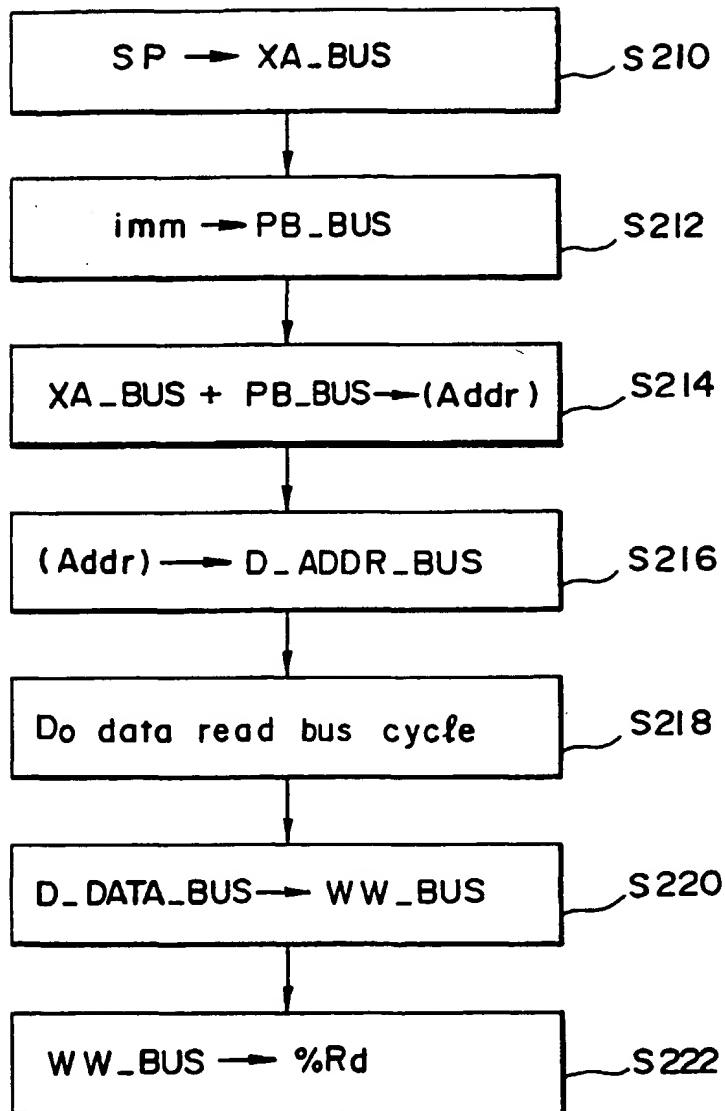 SP → XA_BUS S210
imm → PB_BUS S212
XA_BUS + PB_BUS → (Addr) S214
(Addr) → D_ADDR_BUS S216
Do data read bus cycle S218
D_DATA_BUS → WW_BUS S220
WW_BUS → %Rd S222